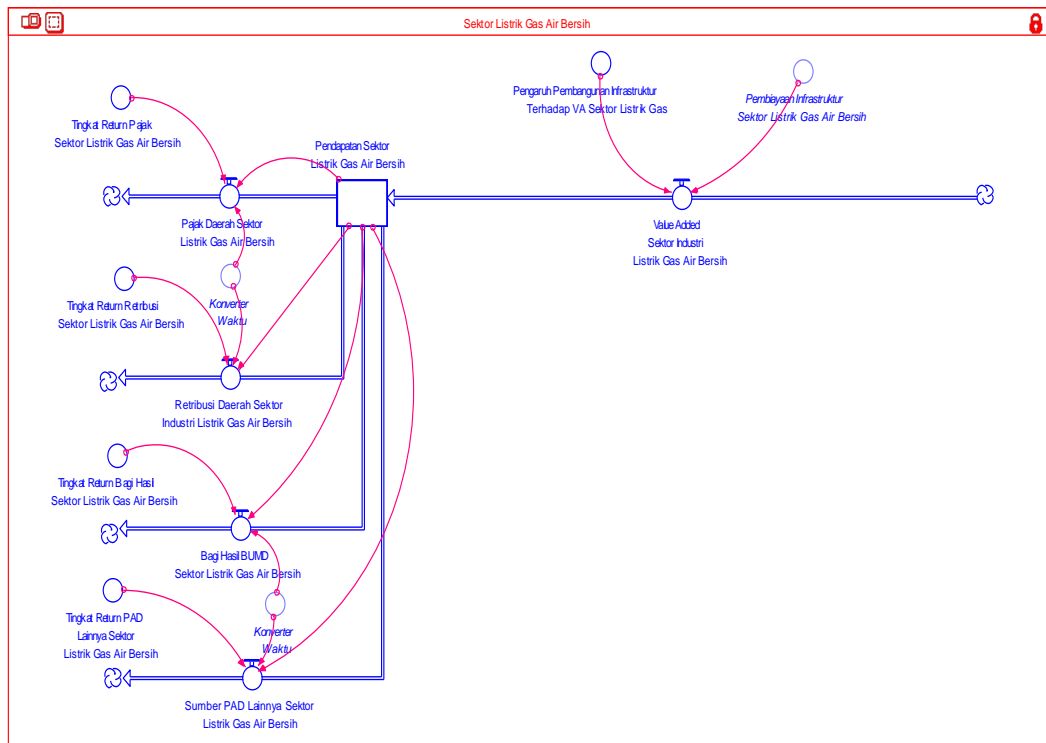 Sektor Listrik Gas Air Bersih
Pengaruh Pembangunan Infrastruktur
Terhadap VA Sektor Listrik Gas
Pembiayaan Infrastruktur
Sektor Listrik Gas Air Bersih
Tingkat Return Pajak
Sektor Listrik Gas Air Bersih
Pendapatan Sektor
Listrik Gas Air Bersih
Pajak Daerah Sektor
Listrik Gas Air Bersih
Value Added
Sektor Industri
Listrik Gas Air Bersih
Tingkat Return Retribusi
Sektor Listrik Gas Air Bersih
Konverter
Waktu
Retribusi Daerah Sektor
Industri Listrik Gas Air Bersih
Tingkat Return Bagi Hasil
Sektor Listrik Gas Air Bersih
Bagi Hasil BUMD
Sektor Listrik Gas Air Bersih
Tingkat Return PAD
Lainnya Sektor
Listrik Gas Air Bersih
Konverter
Waktu
Sumber PAD Lainnya Sektor
Listrik Gas Air Bersih